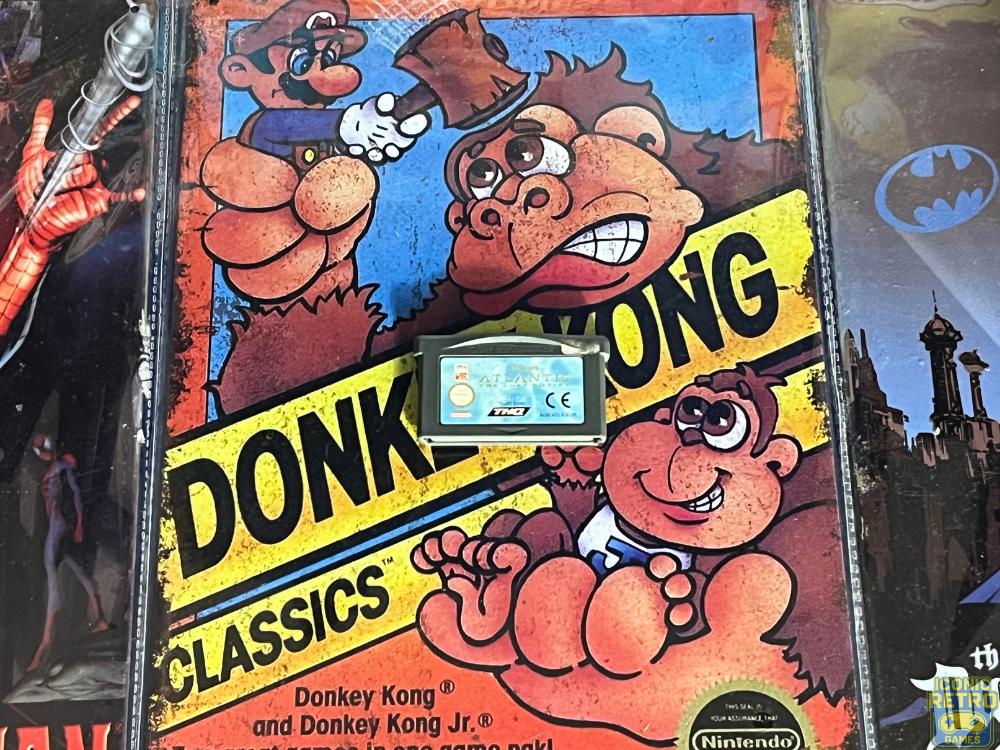 DONKEY KONG
CLASSICS™
Donkey Kong®
and Donkey Kong Jr.®
ATLANTIS
THQ
CE
J
THIS SEAL IS
YOUR ASSURANCE THAT
Nintendo
th
ICONIC
RETRO
GAMES